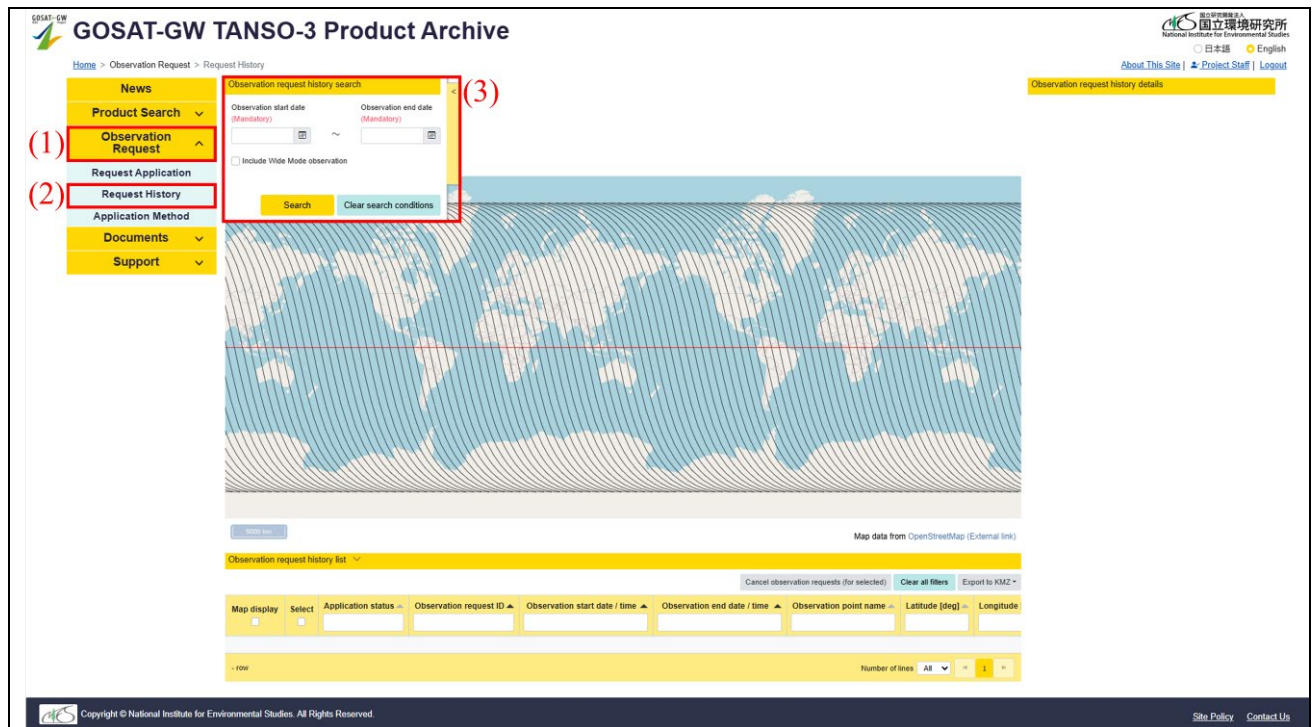 GOSAT-GW
GOSAT-GW TANSO-3 Product Archive
国立研究開発法人
国立環境研究所
National Institute for Environmental Studies
日本語 English
Home > Observation Request > Request History
About This Site | Project Staff | Logout
News
Product Search
(1) Observation Request
Request Application
(2) Request History
Application Method
Documents
Support
Observation request history search
< (3)
Observation start date Observation end date
(Mandatory) (Mandatory)
~
Include Wide Mode observation
Search Clear search conditions
Observation request history details
5000 km
Map data from OpenStreetMap (External link)
Observation request history list
Cancel observation requests (for selected) Clear all filters Export to KMZ
Map display Select Application status Observation request ID Observation start date / time Observation end date / time Observation point name Latitude [deg] Longitude
- row
Number of lines All « 1 »
Copyright © National Institute for Environmental Studies. All Rights Reserved.
Site Policy Contact Us